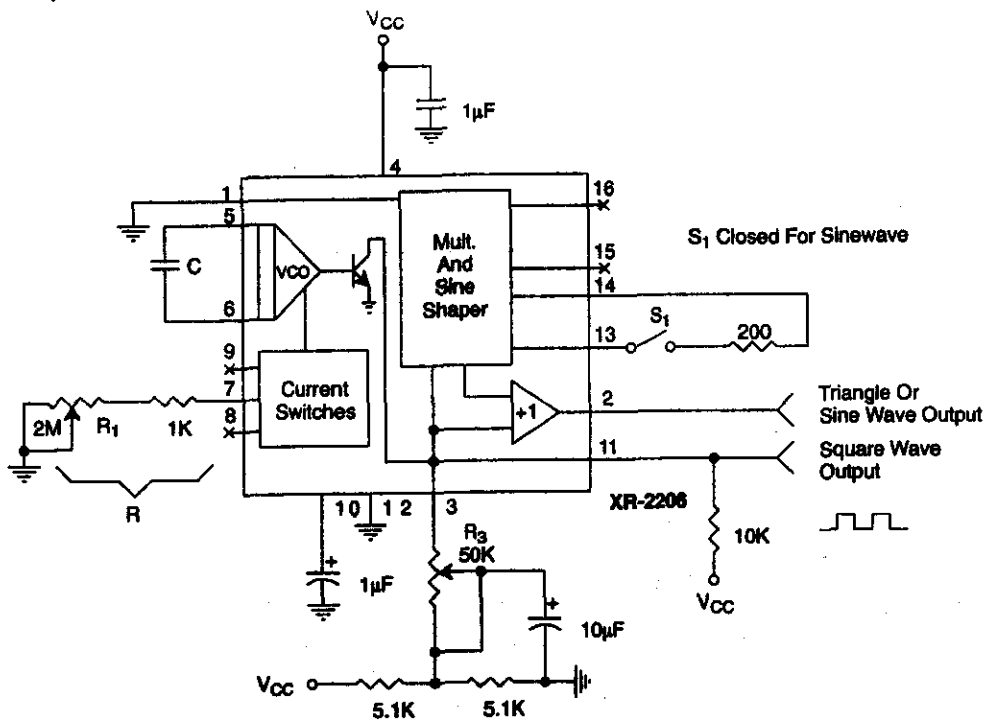 VCC
1μF
4
1
16
5
Mult.
And
Sine
Shaper
S1 Closed For Sinewave
C
VCO
15
14
6
S1
13
200
9
Current
Switches
7
8
2M
R1
1K
+1
2
Triangle Or
Sine Wave Output
11
Square Wave
Output
R
10
1 2
3
XR-2206
R3
50K
10K
+
1μF
VCC
+
10μF
VCC
5.1K
5.1K